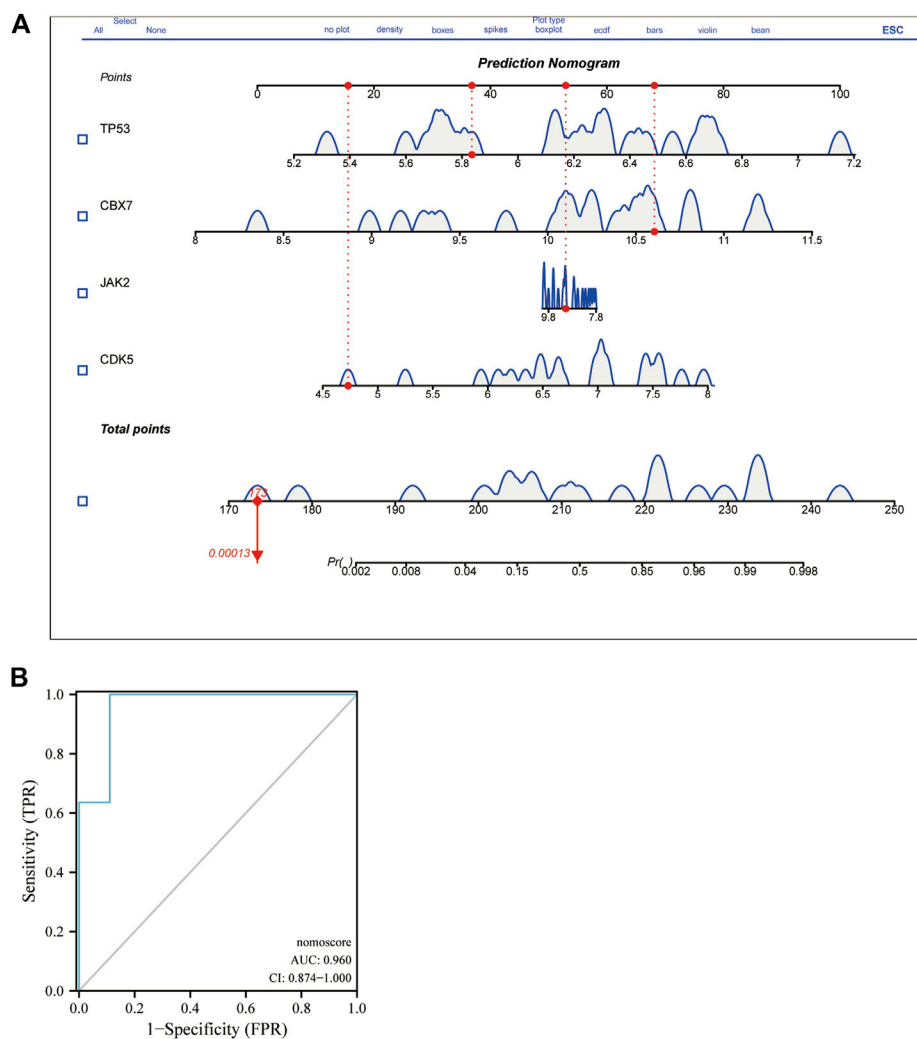 A
Select
All None no plot density boxes spikes Plot type boxplot ecdf bars violin bean ESC
Prediction Nomogram
Points
0 20 40 60 80 100
TP53
5.2 5.4 5.6 5.8 6 6.2 6.4 6.6 6.8 7 7.2
CBX7
8 8.5 9 9.5 10 10.5 11 11.5
JAK2
9.8 7.8
CDK5
4.5 5 5.5 6 6.5 7 7.5 8
Total points
173
170 180 190 200 210 220 230 240 250
0.00013
Pr( )
0.002 0.008 0.04 0.15 0.5 0.85 0.96 0.99 0.998
B
1.0
0.8
0.6
0.4
0.2
0.0
Sensitivity (TPR)
nomoscore
AUC: 0.960
CI: 0.874−1.000
0.0 0.2 0.4 0.6 0.8 1.0
1−Specificity (FPR)